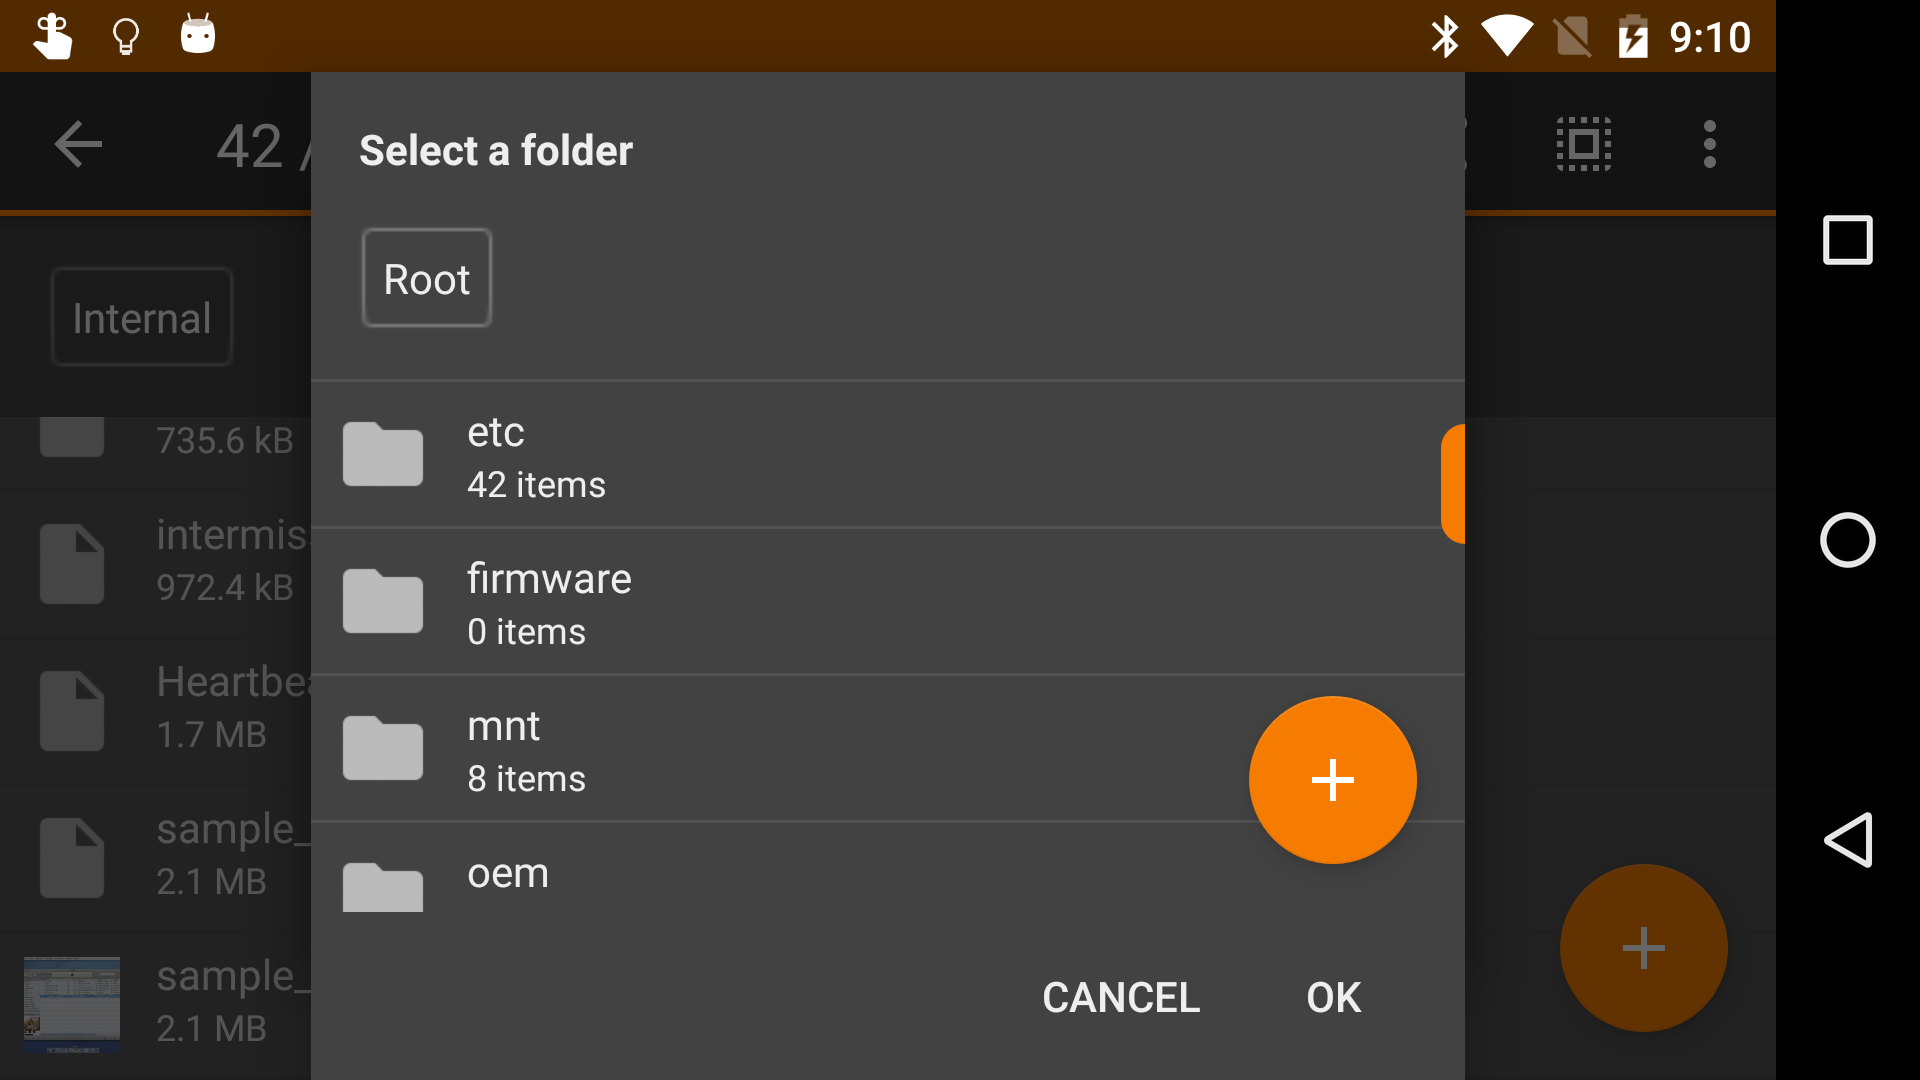 9:10
42 /
Select a folder
Root
Internal
735.6 kB
intermis
972.4 kB
Heartbea
1.7 MB
sample_
2.1 MB
sample_
2.1 MB
etc
42 items
firmware
0 items
mnt
8 items
oem
CANCEL
OK